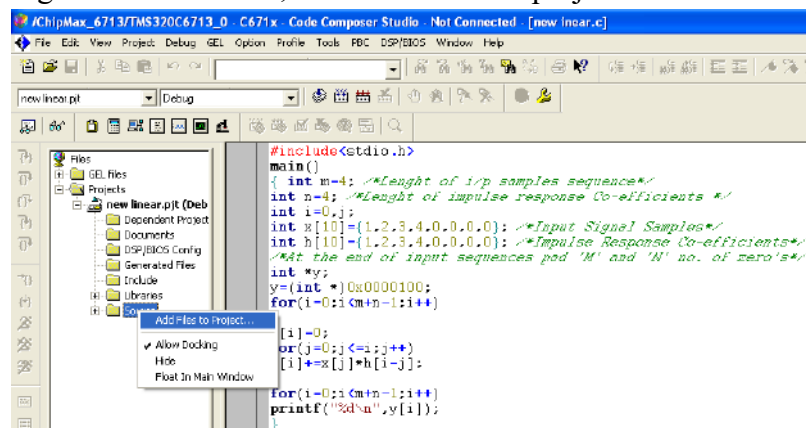 /ChipMax_6713/TMS320C6713_0 - C671x - Code Composer Studio - Not Connected - [new inear.c]
File Edit View Project Debug GEL Option Profile Tools PBC DSP/BIOS Window Help
new linear.pjt Debug
Files
GEL files
Projects
new linear.pjt (Deb
Dependent Project
Documents
DSP/BIOS Config
Generated Files
Include
Libraries
Add Files to Project...
Allow Docking
Hide
Float In Main Window
#include<stdio.h>
main()
{ int m=4; /*Lenght of i/p samples sequence*/
int n=4; /*Lenght of impulse response Co-efficients */
int i=0,j;
int x[10]={1,2,3,4,0,0,0,0}; /*Input Signal Samples*/
int h[10]={1,2,3,4,0,0,0,0}; /*Impulse Response Co-efficients*/
/*At the end of input sequences pad 'M' and 'N' no. of zero's*/
int *y;
y=(int *)0x0000100;
for(i=0;i<m+n-1;i++)
[i]=0;
or(j=0;j<=i;j++)
[i]+=x[j]*h[i-j];
for(i=0;i<m+n-1;i++)
printf("%d\n",y[i]);
}